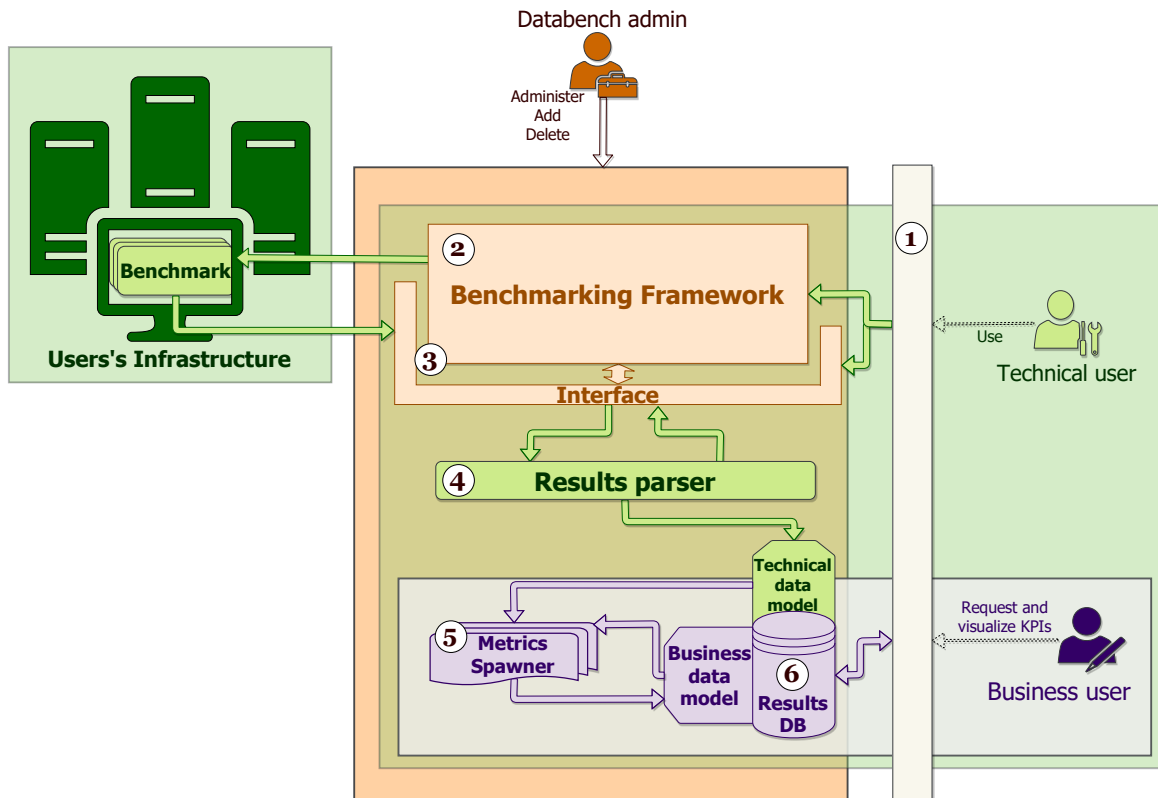 Databench admin
Administer
Add
Delete
Benchmark
Users's Infrastructure
1
2
Benchmarking Framework
3
Interface
Use
Technical user
4
Results parser
Technical
data
model
5
Metrics
Spawner
Business
data
model
6
Results
DB
Request and
visualize KPIs
Business user